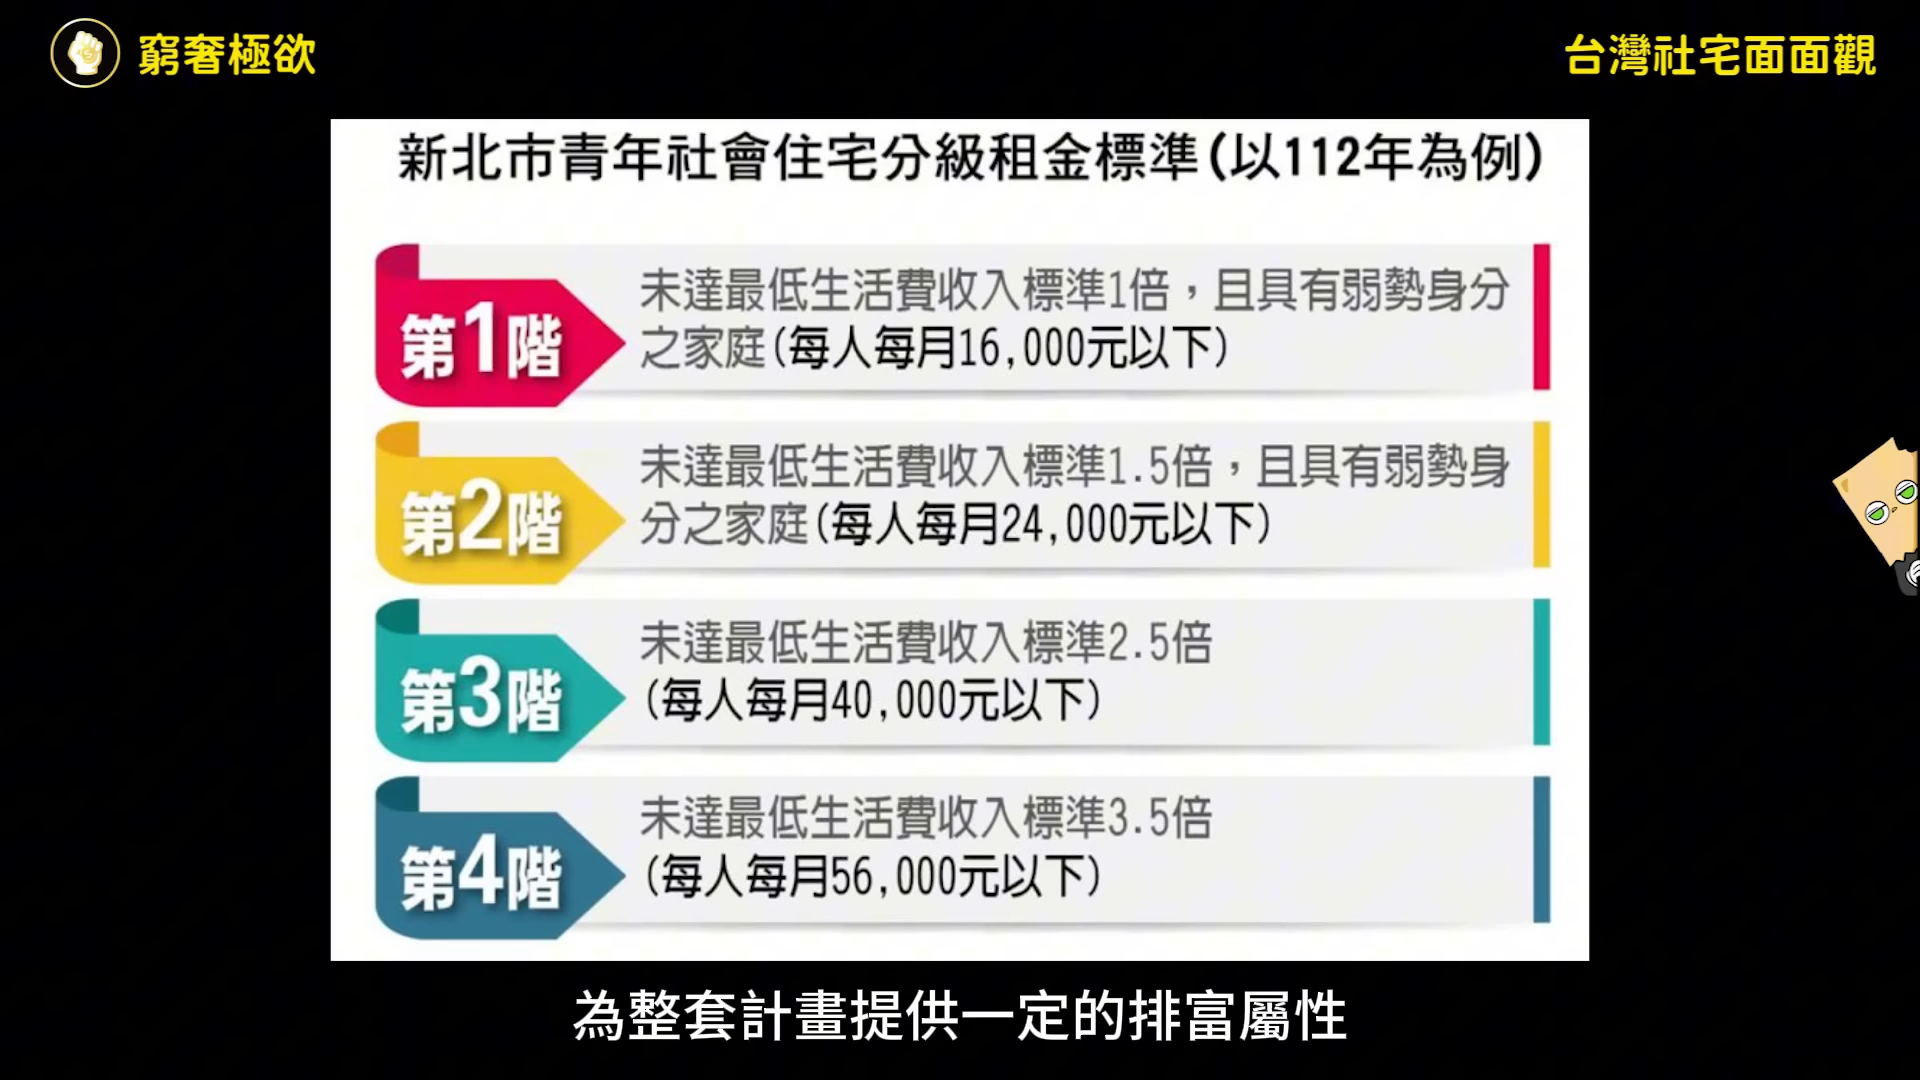 窮奢極欲
台灣社宅面面觀
新北市青年社會住宅分級租金標準(以112年為例)
第1階
未達最低生活費收入標準1倍，且具有弱勢身分
之家庭(每人每月16,000元以下)
第2階
未達最低生活費收入標準1.5倍，且具有弱勢身
分之家庭(每人每月24,000元以下)
第3階
未達最低生活費收入標準2.5倍
(每人每月40,000元以下)
第4階
未達最低生活費收入標準3.5倍
(每人每月56,000元以下)
為整套計畫提供一定的排富屬性